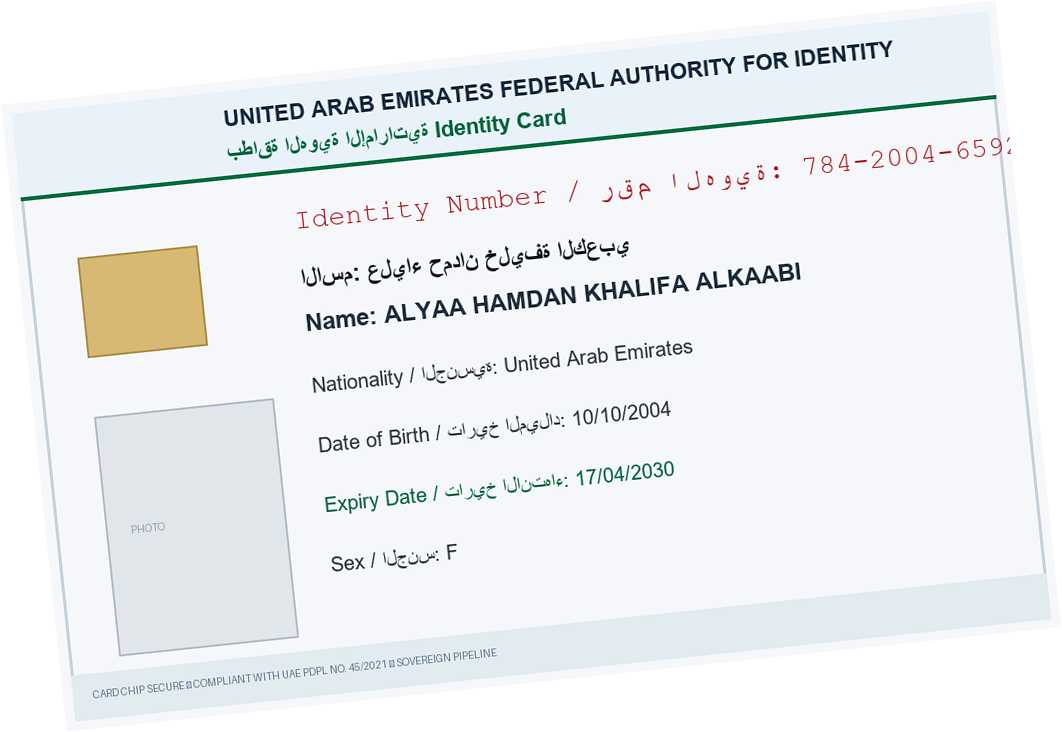 UNITED ARAB EMIRATES FEDERAL AUTHORITY FOR IDENTITY
بطاقة الهوية الإماراتية Identity Card
Identity Number / رقم الهوية: 784-2004-6592
الاسم: علياء حمدان خليفة الكعبي
Name: ALYAA HAMDAN KHALIFA ALKAABI
Nationality / الجنسية: United Arab Emirates
Date of Birth / تاريخ الميلاد: 10/10/2004
Expiry Date / تاريخ الانتهاء: 17/04/2030
Sex / الجنس: F
PHOTO
CARD CHIP SECURE COMPLIANT WITH UAE PDPL NO. 45/2021 SOVEREIGN PIPELINE